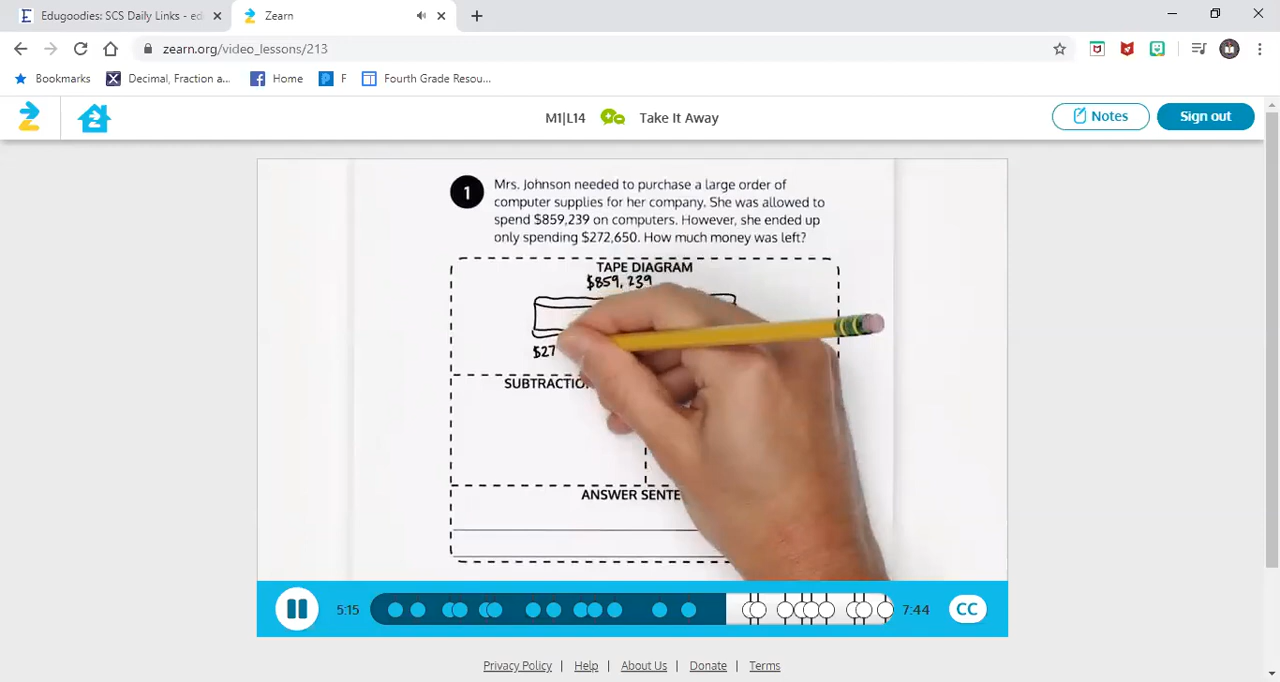 Edugoodies: SCS Daily Links - ed
Zearn
zearn.org/video_lessons/213
Bookmarks
Decimal, Fraction a...
Home
F
Fourth Grade Resou...
M1|L14
Take It Away
Notes
Sign out
1
Mrs. Johnson needed to purchase a large order of
computer supplies for her company. She was allowed to
spend $859,239 on computers. However, she ended up
only spending $272,650. How much money was left?
TAPE DIAGRAM
$859,239
$27
SUBTRACTIO
ANSWER SENTE
5:15
7:44
CC
Privacy Policy | Help | About Us | Donate | Terms